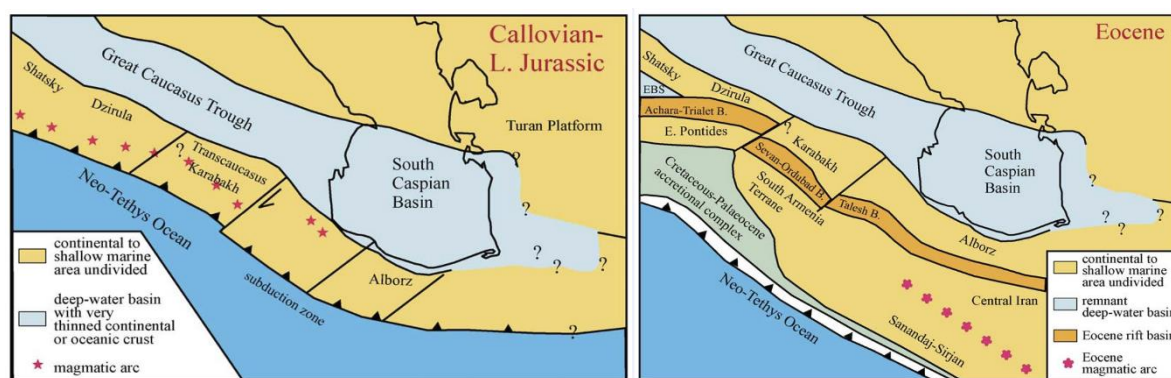 Callovian-
L. Jurassic
Great Caucasus Trough
Shatsky
Dzirula
Turan Platform
?
Transcaucasus
Karabakh
South
Caspian
Basin
?
?
?
?
Neo-Tethys Ocean
Alborz
subduction zone
?
continental to
shallow marine
area undivided
deep-water basin
with very
thinned continental
or oceanic crust
magmatic arc
Eocene
Shatsky
Great Caucasus Trough
EBS
Dzirula
Achara-Trialet B.
E. Pontides
?
Karabakh
Sevan-Ordubad B.
South Armenia
Terrane
Talesh B.
South
Caspian
Basin
?
?
?
?
Cretaceous-Palaeocene
accretional complex
Alborz
Central Iran
Neo-Tethys Ocean
Sanandaj-Sirjan
continental to
shallow marine
area undivided
remnant
deep-water basin
Eocene rift basin
Eocene
magmatic arc